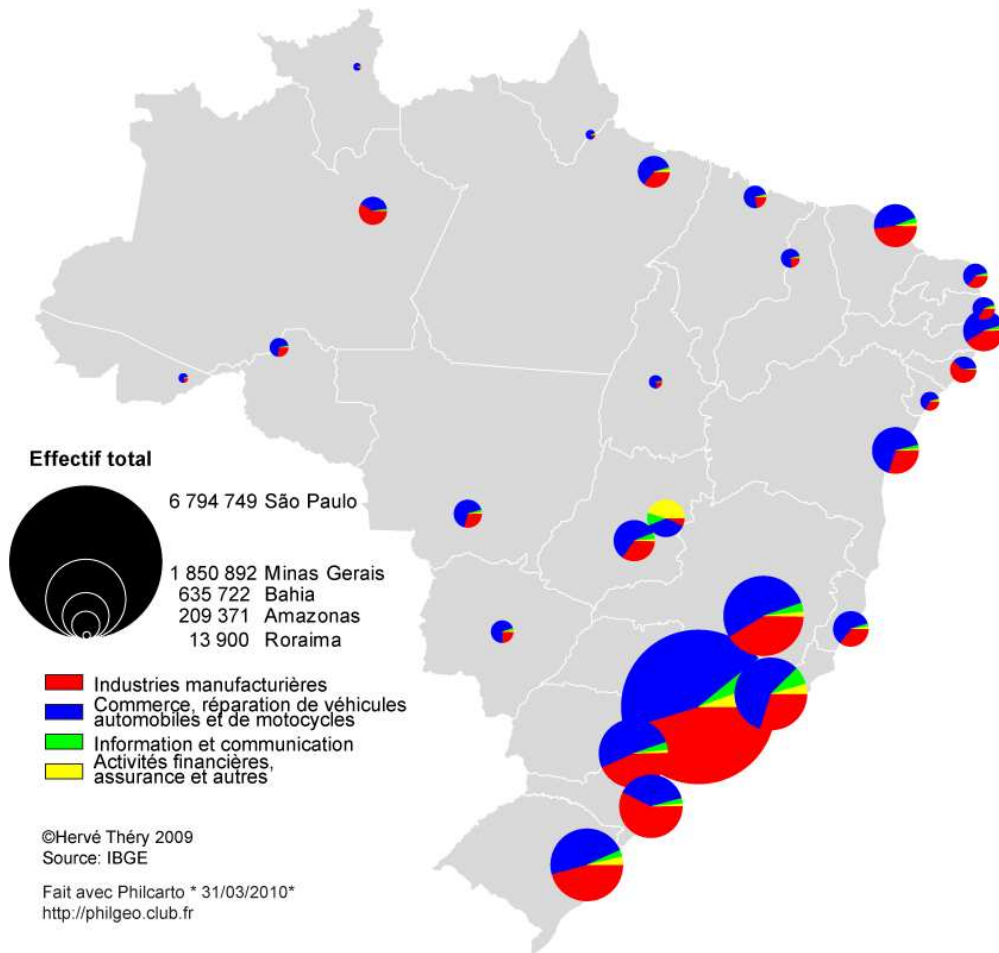 Effectif total
6 794 749 São Paulo
1 850 892 Minas Gerais
635 722 Bahia
209 371 Amazonas
13 900 Roraima
Industries manufacturières
Commerce, réparation de véhicules
automobiles et de motocycles
Information et communication
Activités financières,
assurance et autres
©Hervé Théry 2009
Source: IBGE
Fait avec Philcarto * 31/03/2010*
http://philgeo.club.fr